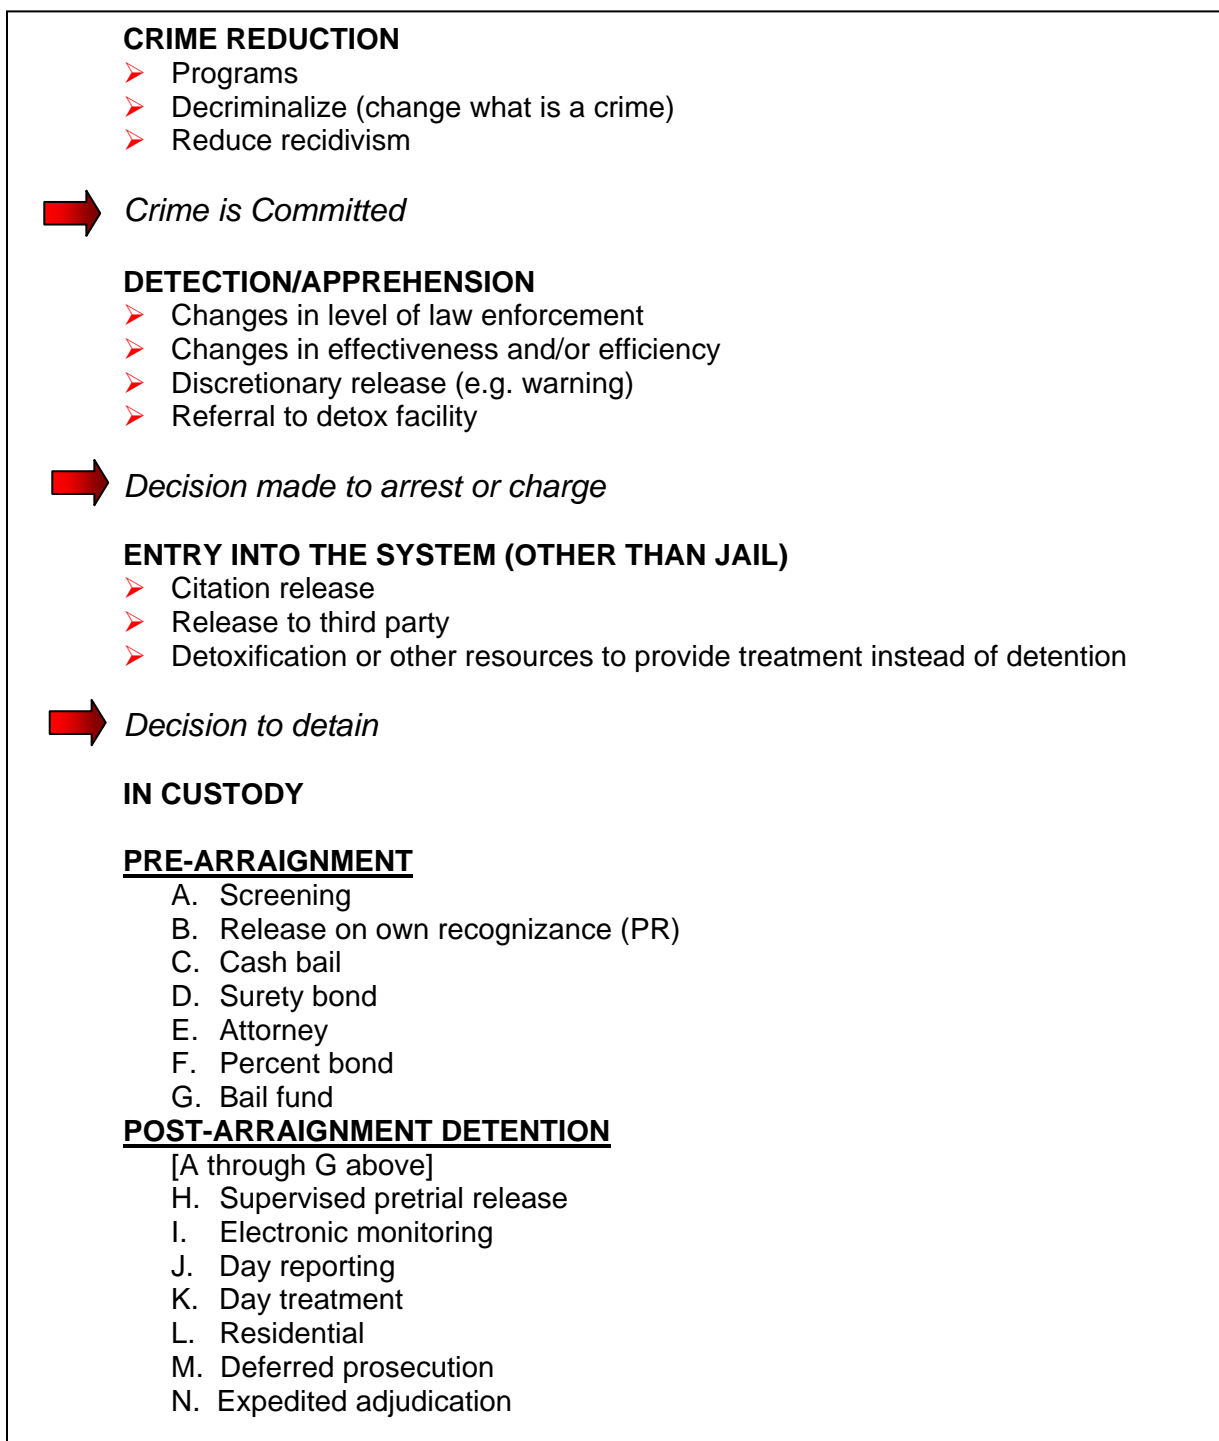 CRIME REDUCTION
➢ Programs
➢ Decriminalize (change what is a crime)
➢ Reduce recidivism
Crime is Committed
DETECTION/APPREHENSION
➢ Changes in level of law enforcement
➢ Changes in effectiveness and/or efficiency
➢ Discretionary release (e.g. warning)
➢ Referral to detox facility
Decision made to arrest or charge
ENTRY INTO THE SYSTEM (OTHER THAN JAIL)
➢ Citation release
➢ Release to third party
➢ Detoxification or other resources to provide treatment instead of detention
Decision to detain
IN CUSTODY
PRE-ARRAIGNMENT
A. Screening
B. Release on own recognizance (PR)
C. Cash bail
D. Surety bond
E. Attorney
F. Percent bond
G. Bail fund
POST-ARRAIGNMENT DETENTION
[A through G above]
H. Supervised pretrial release
I. Electronic monitoring
J. Day reporting
K. Day treatment
L. Residential
M. Deferred prosecution
N. Expedited adjudication